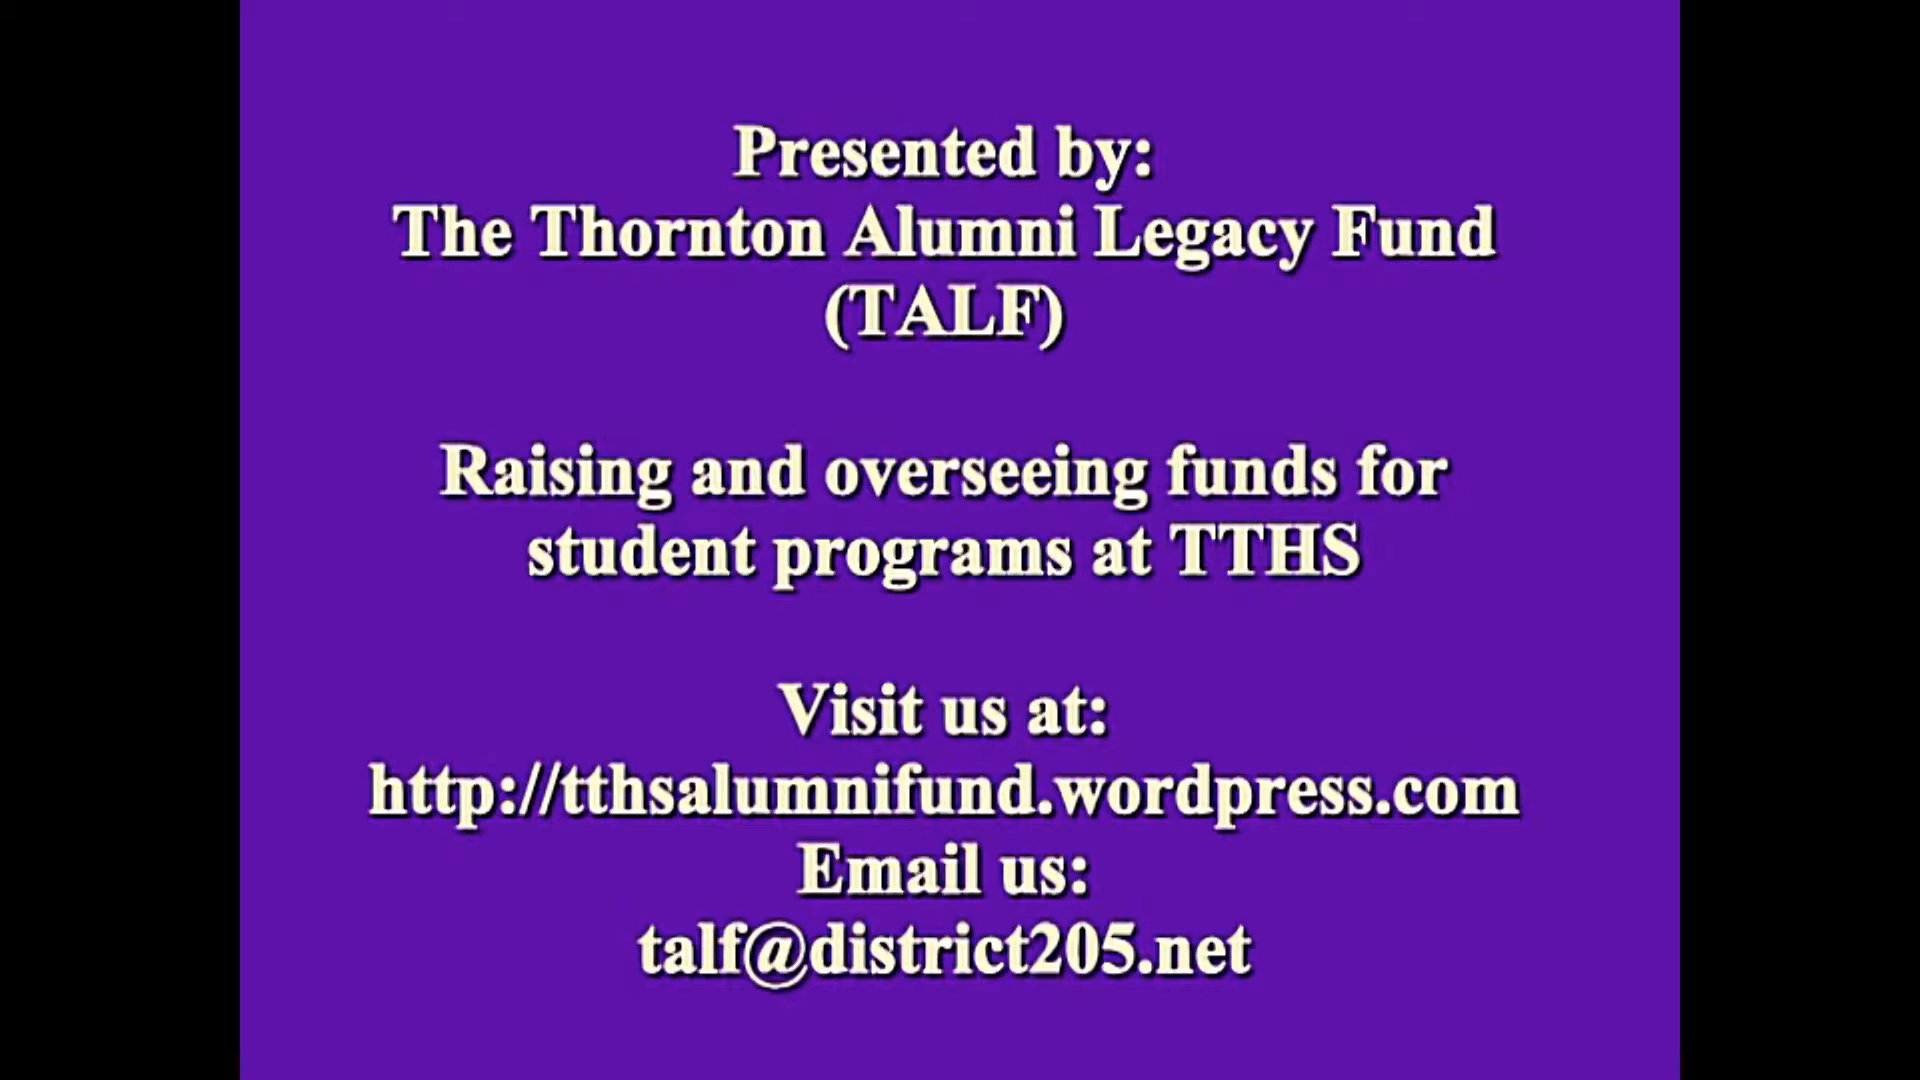 Presented by:
The Thornton Alumni Legacy Fund
(TALF)
Raising and overseeing funds for
student programs at TTHS
Visit us at:
http://tthsalumnifund.wordpress.com
Email us:
talf@district205.net